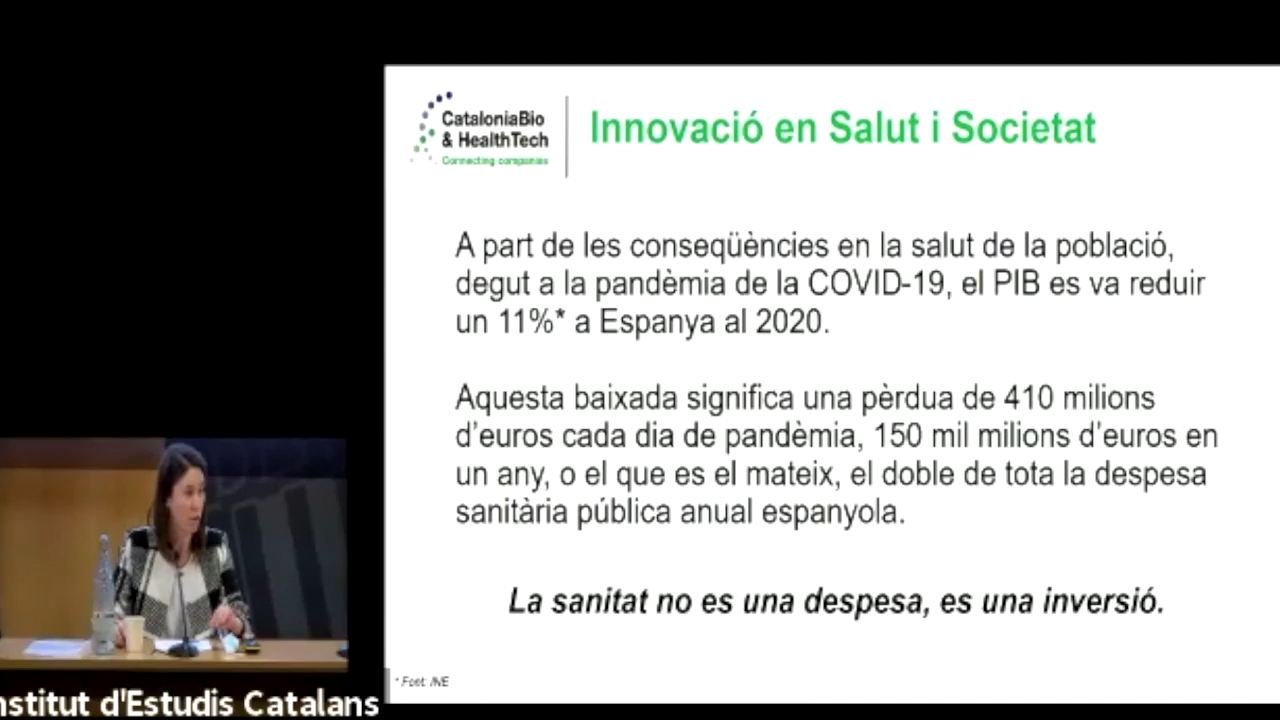 CataloniaBio
& HealthTech
Connecting companies
Innovació en Salut i Societat
A part de les conseqüències en la salut de la població,
degut a la pandèmia de la COVID-19, el PIB es va reduir
un 11%* a Espanya al 2020.
Aquesta baixada significa una pèrdua de 410 milions
d’euros cada dia de pandèmia, 150 mil milions d’euros en
un any, o el que es el mateix, el doble de tota la despesa
sanitària pública anual espanyola.
La sanitat no es una despesa, es una inversió.
* Font: INE
nstitut d'Estudis Catalans